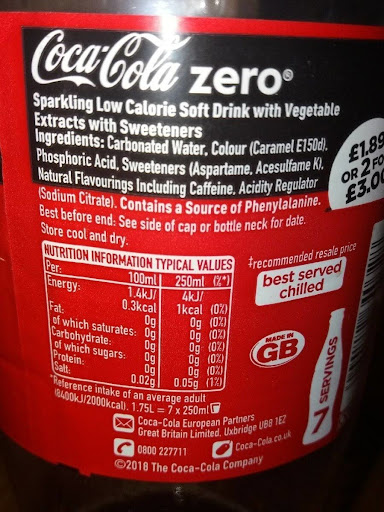 Coca-Cola zero®
Sparkling Low Calorie Soft Drink with Vegetable
Extracts with Sweeteners
Ingredients: Carbonated Water, Colour (Caramel E150d),
Phosphoric Acid, Sweeteners (Aspartame, Acesulfame K),
Natural Flavourings Including Caffeine, Acidity Regulator
(Sodium Citrate). Contains a Source of Phenylalanine.
Best before end: See side of cap or bottle neck for date.
Store cool and dry.
£1.89
OR 2 FO
£3.00
NUTRITION INFORMATION TYPICAL VALUES
Per: 100ml 250ml (%*)
Energy: 1.4kJ/ 4kJ/
0.3kcal 1kcal (0%)
Fat: 0g 0g (0%)
of which saturates: 0g 0g (0%)
Carbohydrate: 0g 0g (0%)
of which sugars: 0g 0g (0%)
Protein: 0g 0g (0%)
Salt: 0.02g 0.05g (1%)
*Reference intake of an average adult
(8400kJ/2000kcal). 1.75L = 7 x 250ml
‡recommended resale price
best served
chilled
MADE IN
GB
7 SERVINGS
Coca-Cola European Partners
Great Britain Limited, Uxbridge UB8 1EZ
0800 227711 Coca-Cola.co.uk
©2018 The Coca-Cola Company